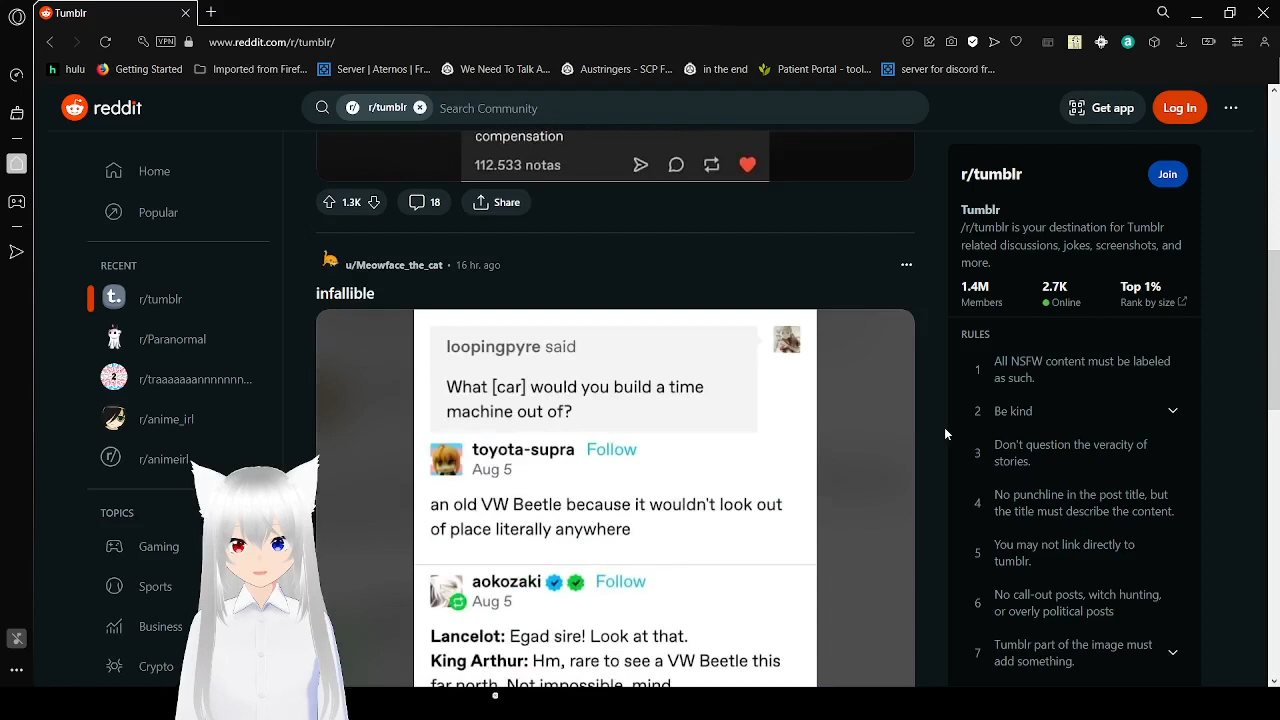 Tumblr
VPN
www.reddit.com/r/tumblr/
h hulu
Getting Started
Imported from Firef...
Server | Aternos | Fr...
We Need To Talk A...
Austringers - SCP F...
in the end
Patient Portal - tool...
server for discord fr...
reddit
r/ r/tumblr
Search Community
Get app
Log In
Home
Popular
RECENT
t. r/tumblr
r/Paranormal
r/traaaaaaannnnnnn...
r/anime_irl
r/ r/animeirl
TOPICS
Gaming
Sports
Business
Crypto
compensation
112.533 notas
1.3K
18
Share
u/Meowface_the_cat • 16 hr. ago
infallible
loopingpyre said
What [car] would you build a time
machine out of?
toyota-supra Follow
Aug 5
an old VW Beetle because it wouldn't look out
of place literally anywhere
aokozaki Follow
Aug 5
Lancelot: Egad sire! Look at that.
King Arthur: Hm, rare to see a VW Beetle this
far north. Not impossible, mind
r/tumblr
Join
Tumblr
/r/tumblr is your destination for Tumblr
related discussions, jokes, screenshots, and
more.
1.4M 2.7K Top 1%
Members Online Rank by size
RULES
1 All NSFW content must be labeled
as such.
2 Be kind
3 Don't question the veracity of
stories.
4 No punchline in the post title, but
the title must describe the content.
5 You may not link directly to
tumblr.
6 No call-out posts, witch hunting,
or overly political posts
7 Tumblr part of the image must
add something.